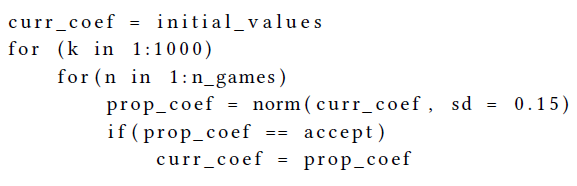 curr_coef = initial_values
for (k in 1:1000)
for(n in 1:n_games)
prop_coef = norm(curr_coef, sd = 0.15)
if(prop_coef == accept)
curr_coef = prop_coef